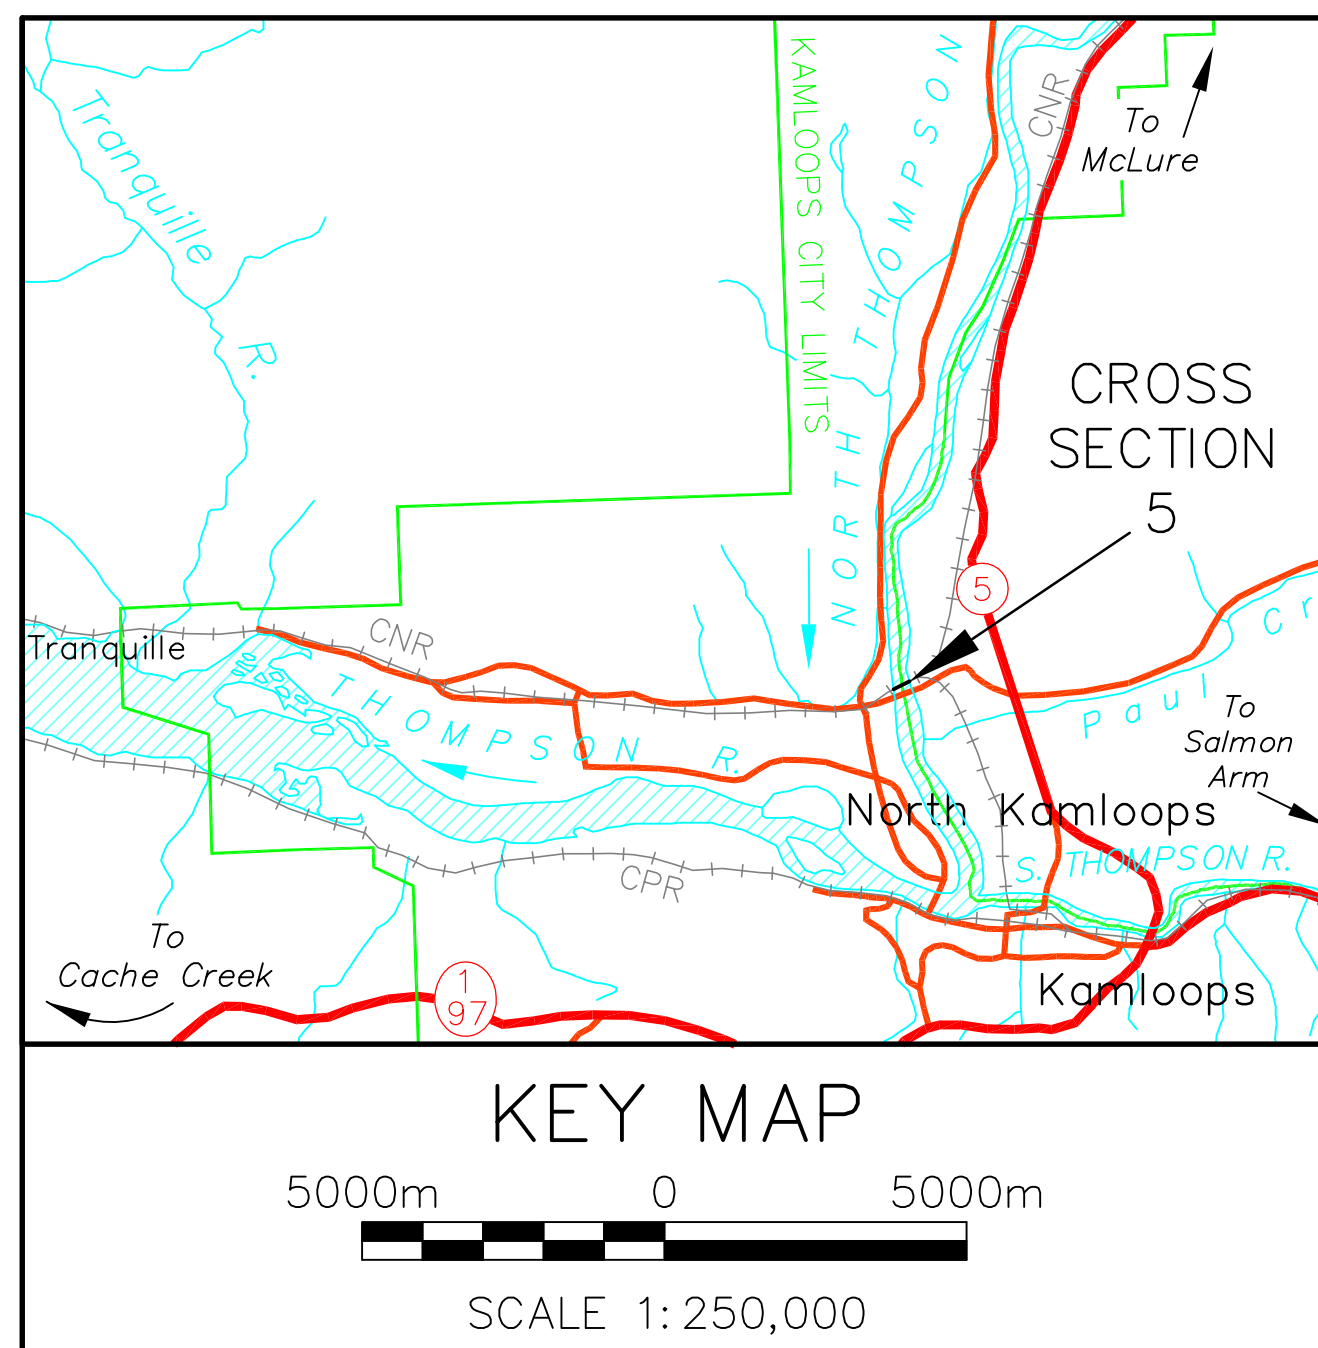 Tranquille
R.
KAMLOOPS CITY LIMITS
NORTH THOMPSON
CNR
To
McLure
CROSS
SECTION
5
5
Tranquille
CNR
THOMPSON R.
Paul Cr
To
Salmon
Arm
North Kamloops
S. THOMPSON R.
CPR
To
Cache Creek
1
97
Kamloops
KEY MAP
5000m 0 5000m
SCALE 1:250,000